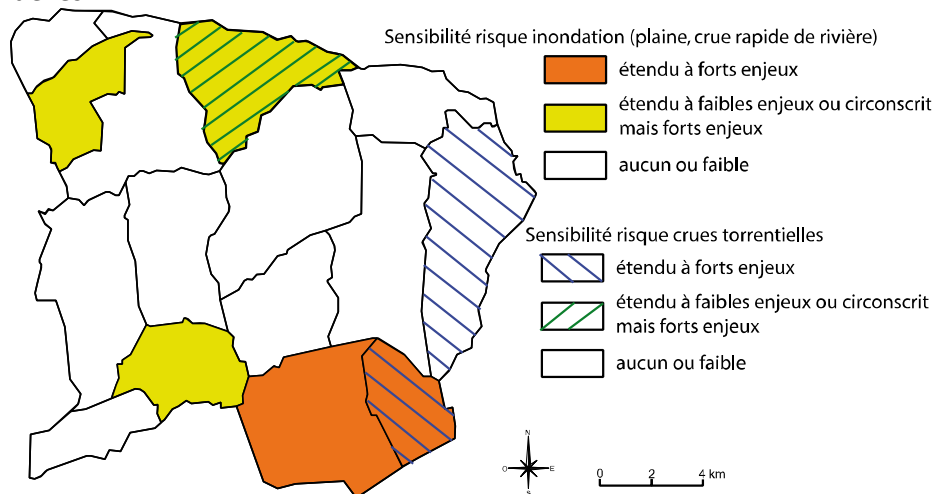 Sensibilité risque inondation (plaine, crue rapide de rivière)
étendu à forts enjeux
étendu à faibles enjeux ou circonscrit
mais forts enjeux
aucun ou faible
Sensibilité risque crues torrentielles
étendu à forts enjeux
étendu à faibles enjeux ou circonscrit
mais forts enjeux
aucun ou faible
N
O E
S
0 2 4 km